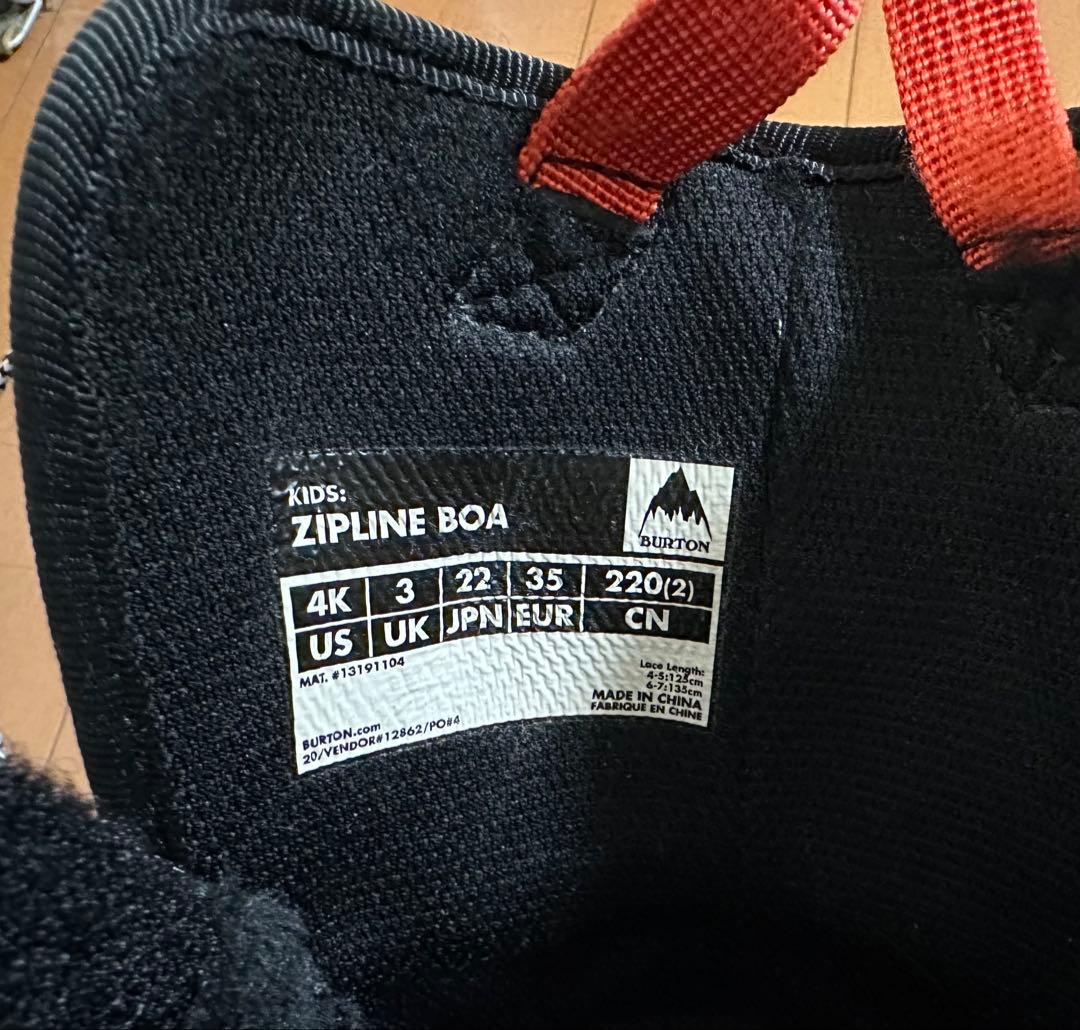 KIDS:
ZIPLINE BOA
BURTON
4K 3 22 35 220(2)
US UK JPN EUR CN
MAT. #13191104
Lace Length:
4-5:125cm
6-7:135cm
MADE IN CHINA
FABRIQUE EN CHINE
BURTON.com
20/VENDOR#12862/PO#4